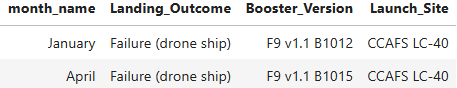 month_name Landing_Outcome Booster_Version Launch_Site
January Failure (drone ship) F9 v1.1 B1012 CCAFS LC-40
April Failure (drone ship) F9 v1.1 B1015 CCAFS LC-40